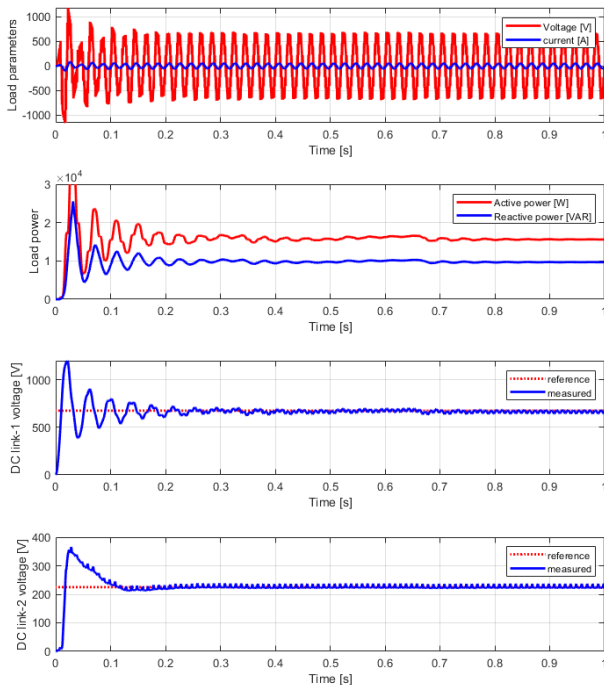 1000
500
0
-500
-1000
Load parameters
Voltage [V]
current [A]
0 0.1 0.2 0.3 0.4 0.5 0.6 0.7 0.8 0.9 1
Time [s]
×10⁴
3
2
1
0
Load power
Active power [W]
Reactive power [VAR]
0 0.1 0.2 0.3 0.4 0.5 0.6 0.7 0.8 0.9 1
Time [s]
1000
500
0
DC link-1 voltage [V]
reference
measured
0 0.1 0.2 0.3 0.4 0.5 0.6 0.7 0.8 0.9 1
Time [s]
400
300
200
100
0
DC link-2 voltage [V]
reference
measured
0 0.1 0.2 0.3 0.4 0.5 0.6 0.7 0.8 0.9 1
Time [s]